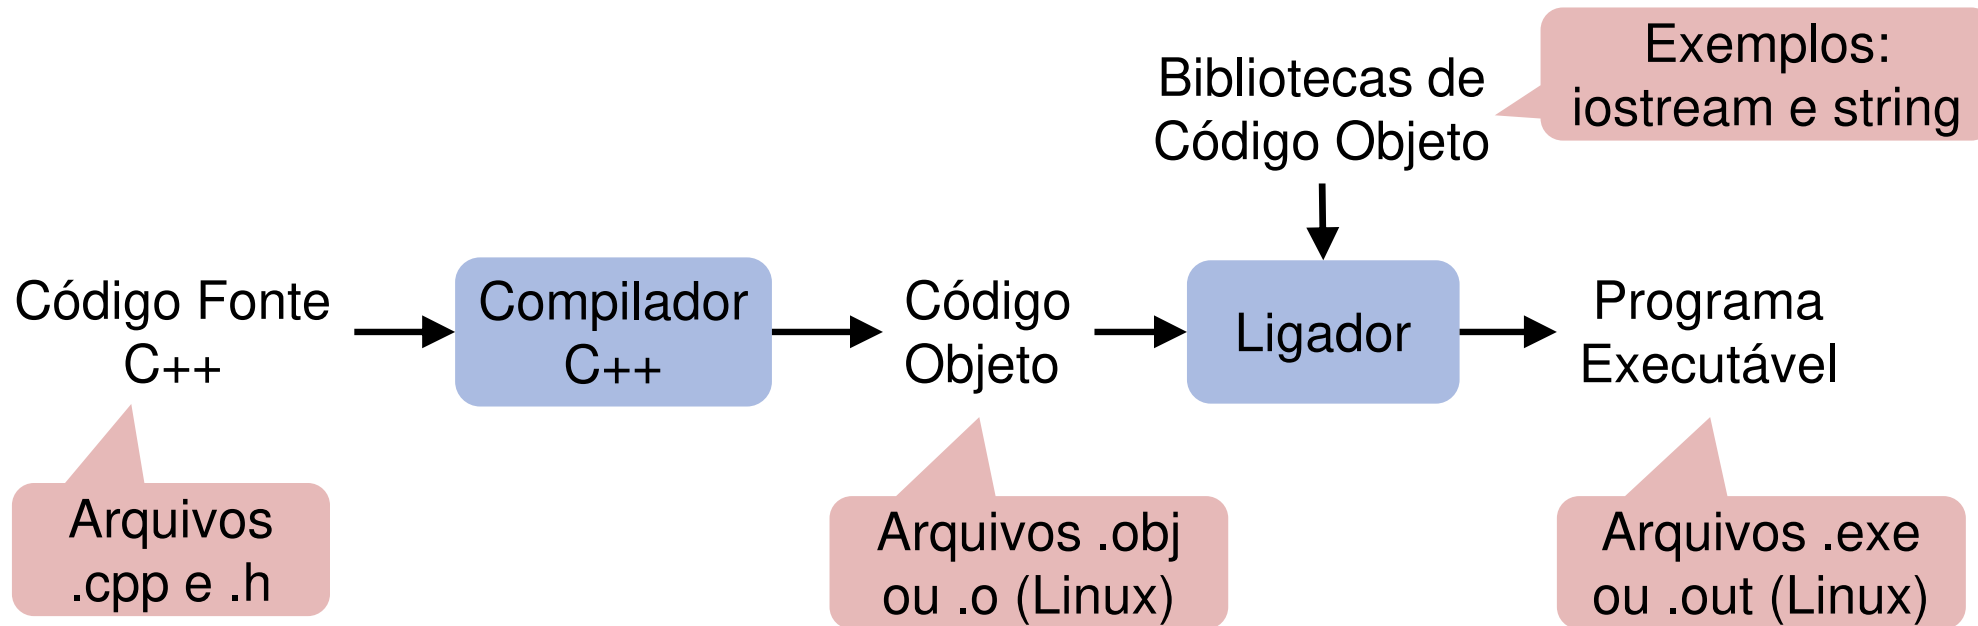 Exemplos:
iostream e string
Bibliotecas de
Código Objeto
Código Fonte
C++
Compilador
C++
Código
Objeto
Ligador
Programa
Executável
Arquivos
.cpp e .h
Arquivos .obj
ou .o (Linux)
Arquivos .exe
ou .out (Linux)